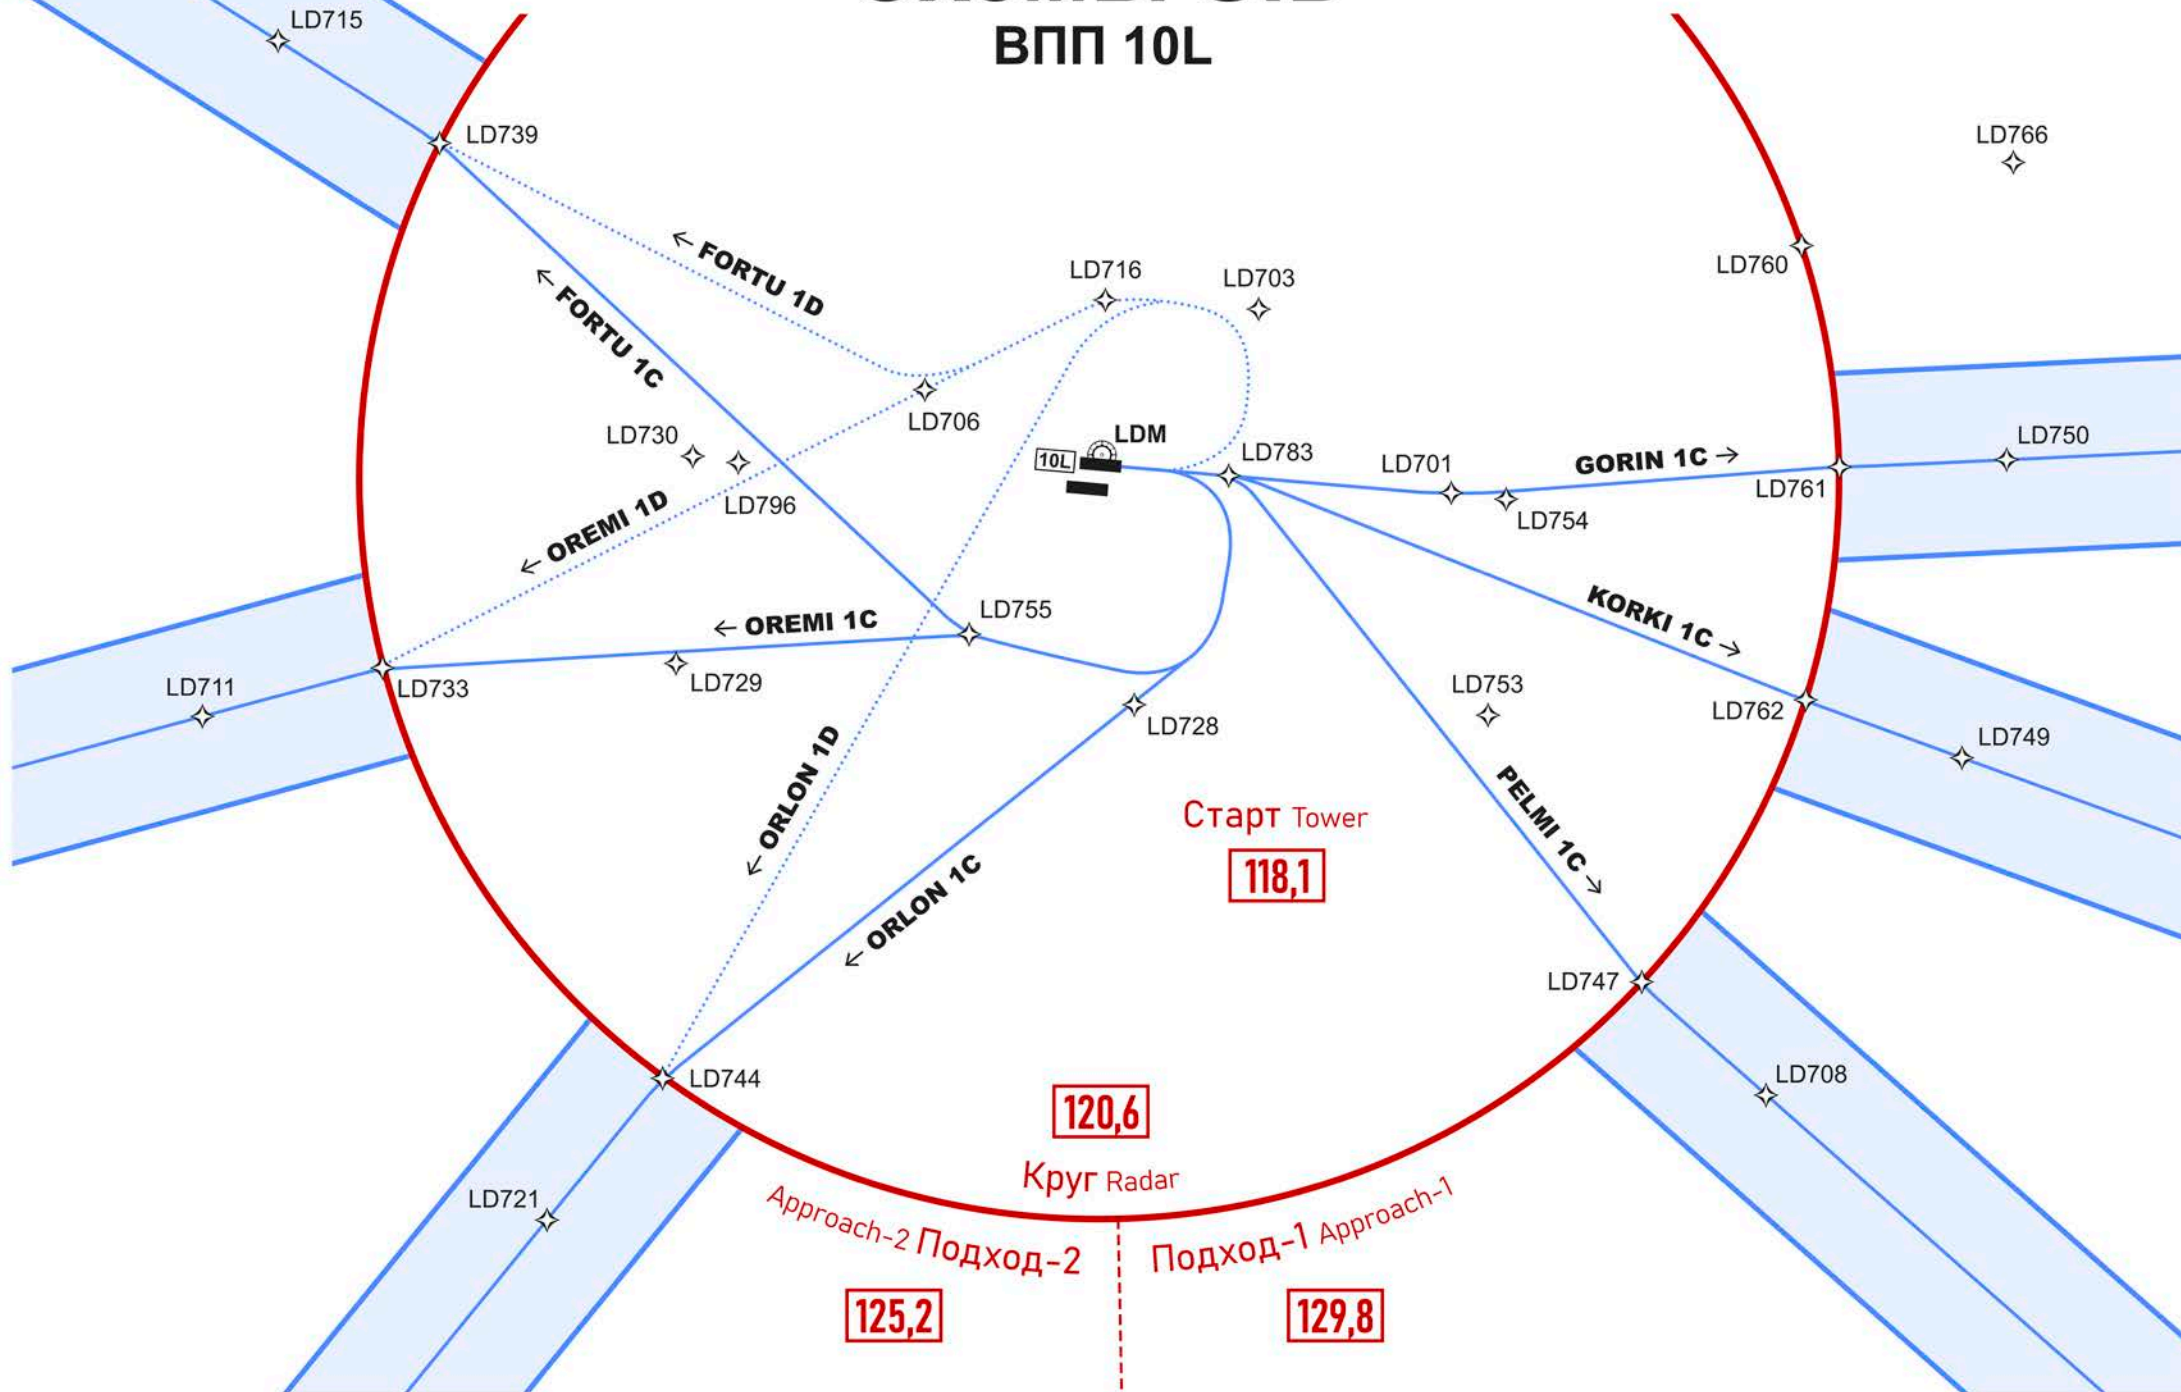 ВПП 10L
LD715
LD739
LD766
LD760
← FORTU 1D
← FORTU 1C
LD716
LD703
LD706
LD730
LD796
LDM
10L
LD783
LD701
LD754
GORIN 1C →
LD761
LD750
← OREMI 1D
← OREMI 1C
LD755
LD729
LD733
LD711
KORKI 1C →
LD753
LD762
LD749
LD728
← ORLON 1D
← ORLON 1C
PELMI 1C →
Старт Tower
118,1
LD747
LD708
LD744
LD721
120,6
Круг Radar
Approach-2 Подход-2
Подход-1 Approach-1
125,2
129,8